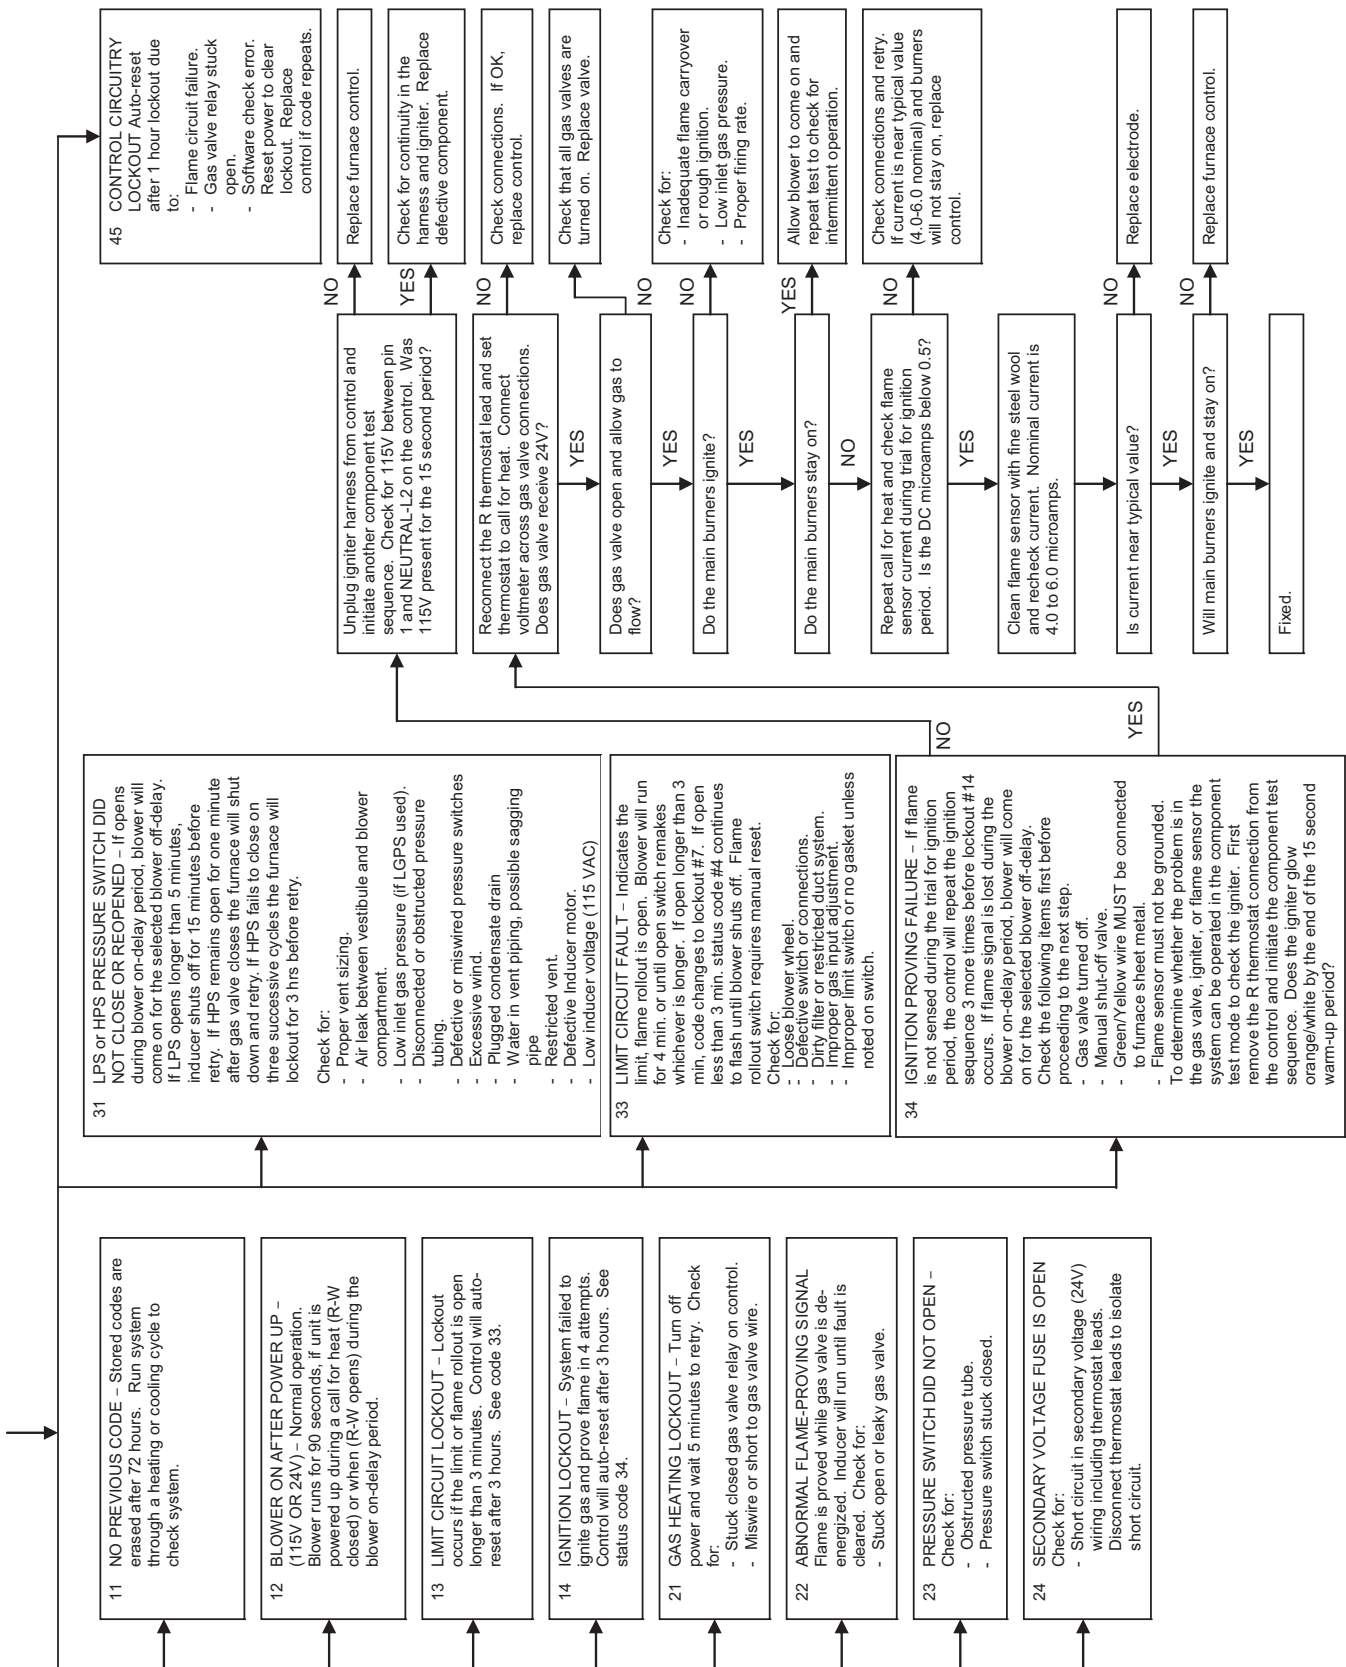 11 NO PREVIOUS CODE – Stored codes are
erased after 72 hours. Run system
through a heating or cooling cycle to
check system.
12 BLOWER ON AFTER POWER UP –
(115V OR 24V) – Normal operation.
Blower runs for 90 seconds, if unit is
powered up during a call for heat (R-W
closed) or when (R-W opens) during the
blower on-delay period.
13 LIMIT CIRCUIT LOCKOUT – Lockout
occurs if the limit or flame rollout is open
longer than 3 minutes. Control will auto-
reset after 3 hours. See code 33.
14 IGNITION LOCKOUT – System failed to
ignite gas and prove flame in 4 attempts.
Control will auto-reset after 3 hours. See
status code 34.
21 GAS HEATING LOCKOUT – Turn off
power and wait 5 minutes to retry. Check
for:
- Stuck closed gas valve relay on control.
- Miswire or short to gas valve wire.
22 ABNORMAL FLAME-PROVING SIGNAL
Flame is proved while gas valve is de-
energized. Inducer will run until fault is
cleared. Check for:
- Stuck open or leaky gas valve.
23 PRESSURE SWITCH DID NOT OPEN –
Check for:
- Obstructed pressure tube.
- Pressure switch stuck closed.
24 SECONDARY VOLTAGE FUSE IS OPEN
Check for:
- Short circuit in secondary voltage (24V)
wiring including thermostat leads.
Disconnect thermostat leads to isolate
short circuit.
31 LPS or HPS PRESSURE SWITCH DID
NOT CLOSE OR REOPENED – If opens
during blower on-delay period, blower will
come on for the selected blower off-delay.
If LPS opens longer than 5 minutes,
inducer shuts off for 15 minutes before
retry. If HPS remains open for one minute
after gas valve closes the furnace will shut
down and retry. If HPS fails to close on
three successive cycles the furnace will
lockout for 3 hrs before retry.
Check for:
- Proper vent sizing.
- Air leak between vestibule and blower
compartment.
- Low inlet gas pressure (if LGPS used).
- Disconnected or obstructed pressure
tubing.
- Defective or miswired pressure switches
- Excessive wind.
- Plugged condensate drain
- Water in vent piping, possible sagging
pipe
- Restricted vent.
- Defective Inducer motor.
- Low inducer voltage (115 VAC)
33 LIMIT CIRCUIT FAULT – Indicates the
limit, flame rollout is open. Blower will run
for 4 min. or until open switch remakes
whichever is longer. If open longer than 3
min, code changes to lockout #7. If open
less than 3 min. status code #4 continues
to flash until blower shuts off. Flame
rollout switch requires manual reset.
Check for:
- Loose blower wheel.
- Defective switch or connections.
- Dirty filter or restricted duct system.
- Improper gas input adjustment.
- Improper limit switch or no gasket unless
noted on switch.
34 IGNITION PROVING FAILURE – If flame
is not sensed during the trial for ignition
period, the control will repeat the ignition
sequence 3 more times before lockout #14
occurs. If flame signal is lost during the
blower on-delay period, blower will come
on for the selected blower off-delay.
Check the following items first before
proceeding to the next step.
- Gas valve turned off.
- Manual shut-off valve.
- Green/Yellow wire MUST be connected
to furnace sheet metal.
- Flame sensor must not be grounded.
To determine whether the problem is in
the gas valve, igniter, or flame sensor the
system can be operated in the component
test mode to check the igniter. First
remove the R thermostat connection from
the control and initiate the component test
sequence. Does the igniter glow
orange/white by the end of the 15 second
warm-up period?
NO
YES
45 CONTROL CIRCUITRY
LOCKOUT Auto-reset
after 1 hour lockout due
to:
- Flame circuit failure.
- Gas valve relay stuck
open.
- Software check error.
Reset power to clear
lockout. Replace
control if code repeats.
Unplug igniter harness from control and
initiate another component test
sequence. Check for 115V between pin
1 and NEUTRAL-L2 on the control. Was
115V present for the 15 second period?
NO
Replace furnace control.
YES
Check for continuity in the
harness and igniter. Replace
defective component.
Reconnect the R thermostat lead and set
thermostat to call for heat. Connect
voltmeter across gas valve connections.
Does gas valve receive 24V?
NO
Check connections. If OK,
replace control.
YES
Does gas valve open and allow gas to
flow?
NO
Check that all gas valves are
turned on. Replace valve.
YES
Do the main burners ignite?
NO
Check for:
- Inadequate flame carryover
or rough ignition.
- Low inlet gas pressure.
- Proper firing rate.
YES
Do the main burners stay on?
YES
Allow blower to come on and
repeat test to check for
intermittent operation.
NO
Repeat call for heat and check flame
sensor current during trial for ignition
period. Is the DC microamps below 0.5?
NO
Check connections and retry.
If current is near typical value
(4.0-6.0 nominal) and burners
will not stay on, replace
control.
YES
Clean flame sensor with fine steel wool
and recheck current. Nominal current is
4.0 to 6.0 microamps.
Is current near typical value?
NO
Replace electrode.
YES
Will main burners ignite and stay on?
NO
Replace furnace control.
YES
Fixed.